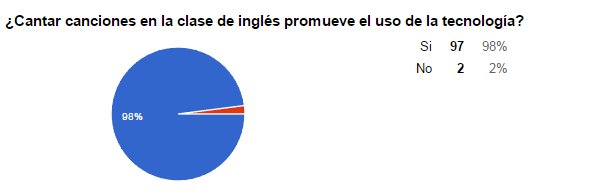 ¿Cantar canciones en la clase de inglés promueve el uso de la tecnología?
Si 97 98%
No 2 2%
98%